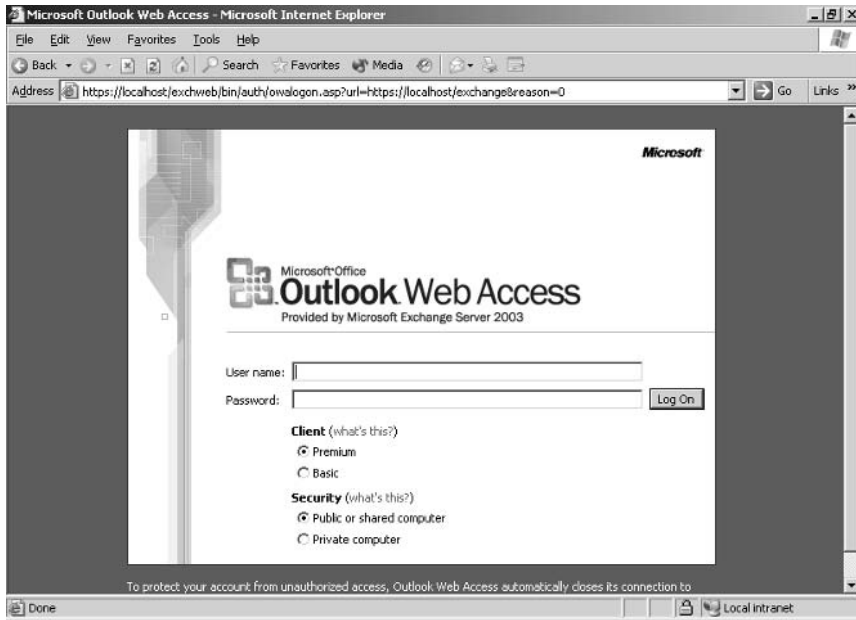 Microsoft Outlook Web Access - Microsoft Internet Explorer
File Edit View Favorites Tools Help
Back Search Favorites Media
Address https://localhost/exchweb/bin/auth/owalogon.asp?url=https://localhost/exchange&reason=0 Go Links »
Microsoft
Microsoft Office
Outlook Web Access
Provided by Microsoft Exchange Server 2003
User name:
Password: Log On
Client (what's this?)
Premium
Basic
Security (what's this?)
Public or shared computer
Private computer
To protect your account from unauthorized access, Outlook Web Access automatically closes its connection to
Done Local intranet